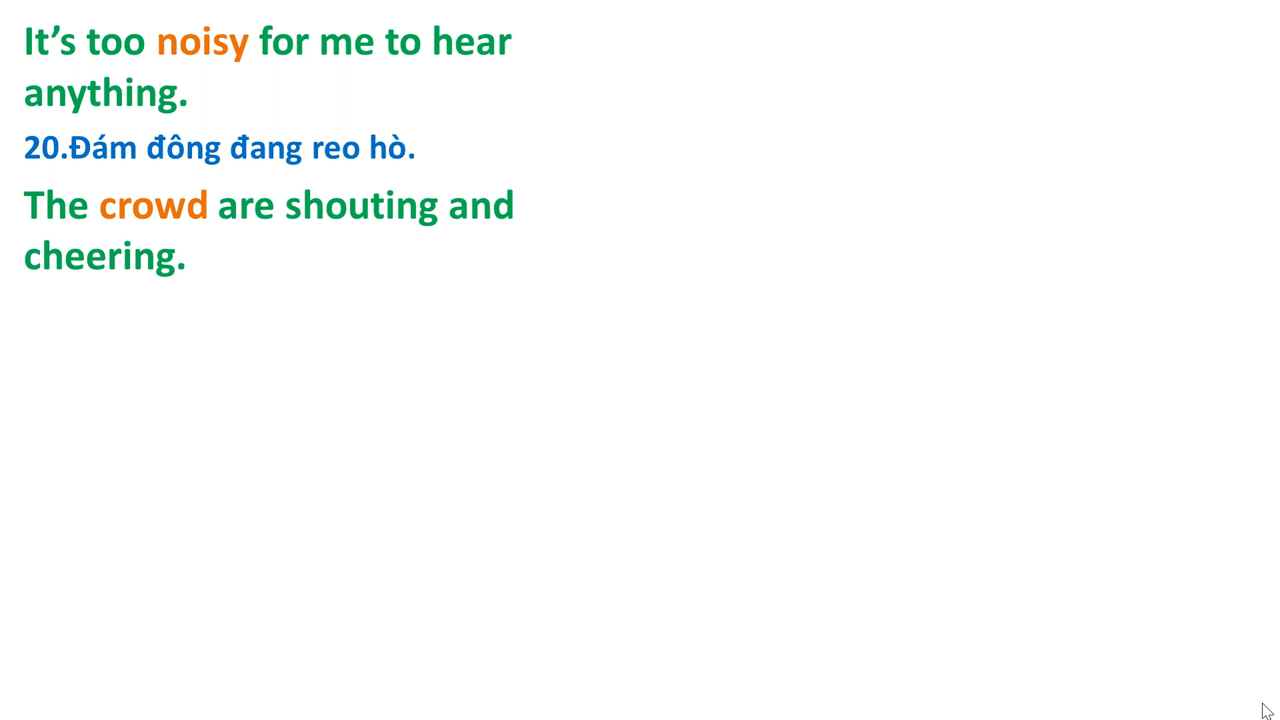 It’s too noisy for me to hear
anything.
20.Đám đông đang reo hò.
The crowd are shouting and
cheering.